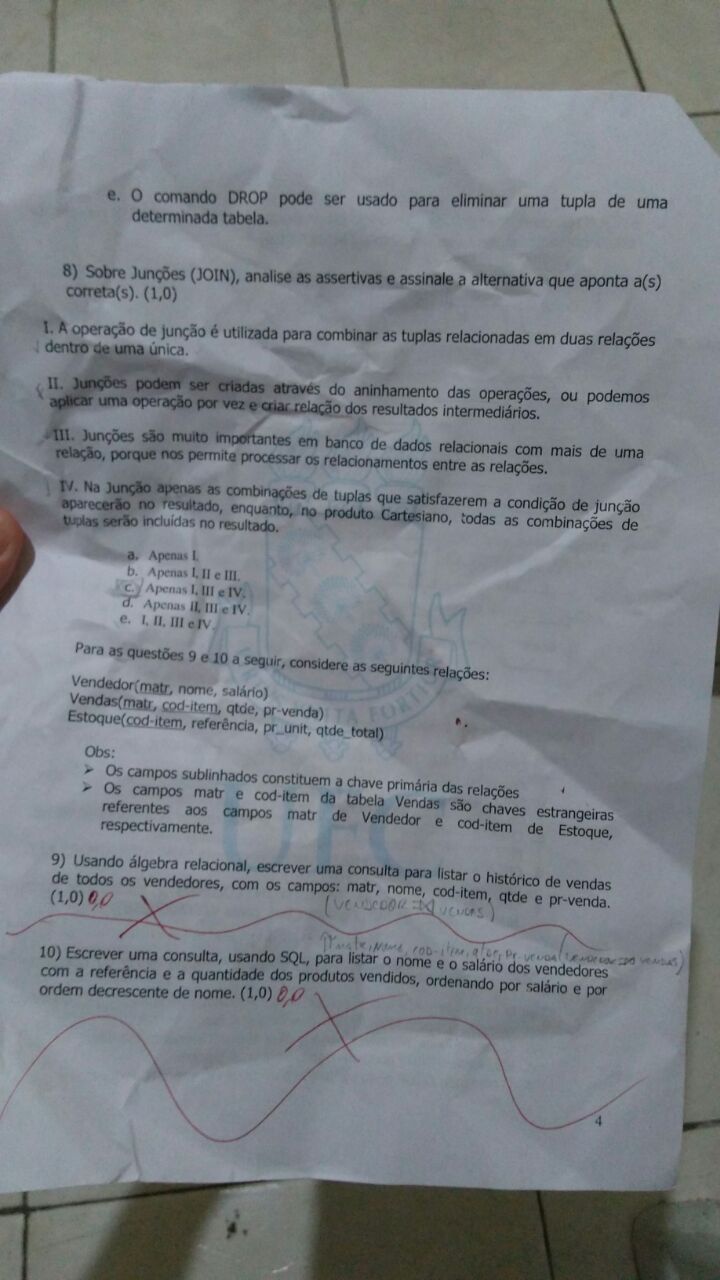 e. O comando DROP pode ser usado para eliminar uma tupla de uma
determinada tabela.
8) Sobre Junções (JOIN), analise as assertivas e assinale a alternativa que aponta a(s)
correta(s). (1,0)
I. A operação de junção é utilizada para combinar as tuplas relacionadas em duas relações
dentro de uma única.
II. Junções podem ser criadas através do aninhamento das operações, ou podemos
aplicar uma operação por vez e criar relação dos resultados intermediários.
III. Junções são muito importantes em banco de dados relacionais com mais de uma
relação, porque nos permite processar os relacionamentos entre as relações.
IV. Na Junção apenas as combinações de tuplas que satisfazerem a condição de junção
aparecerão no resultado, enquanto, no produto Cartesiano, todas as combinações de
tuplas serão incluídas no resultado.
a. Apenas I.
b. Apenas I, II e III.
c. Apenas I, III e IV.
d. Apenas II, III e IV.
e. I, II, III e IV.
Para as questões 9 e 10 a seguir, considere as seguintes relações:
Vendedor(matr, nome, salário)
Vendas(matr, cod-item, qtde, pr-venda)
Estoque(cod-item, referência, pr_unit, qtde_total)
Obs:
➢ Os campos sublinhados constituem a chave primária das relações
➢ Os campos matr e cod-item da tabela Vendas são chaves estrangeiras
referentes aos campos matr de Vendedor e cod-item de Estoque,
respectivamente.
UFC
9) Usando álgebra relacional, escrever uma consulta para listar o histórico de vendas
de todos os vendedores, com os campos: matr, nome, cod-item, qtde e pr-venda.
(1,0) 0,0 (VENDEDOR ⟕ VENDAS)
π matr, nome, cod-item, qtde, pr-venda (VENDEDOR ⟕ VENDAS)
10) Escrever uma consulta, usando SQL, para listar o nome e o salário dos vendedores
com a referência e a quantidade dos produtos vendidos, ordenando por salário e por
ordem decrescente de nome. (1,0) 0,0
4